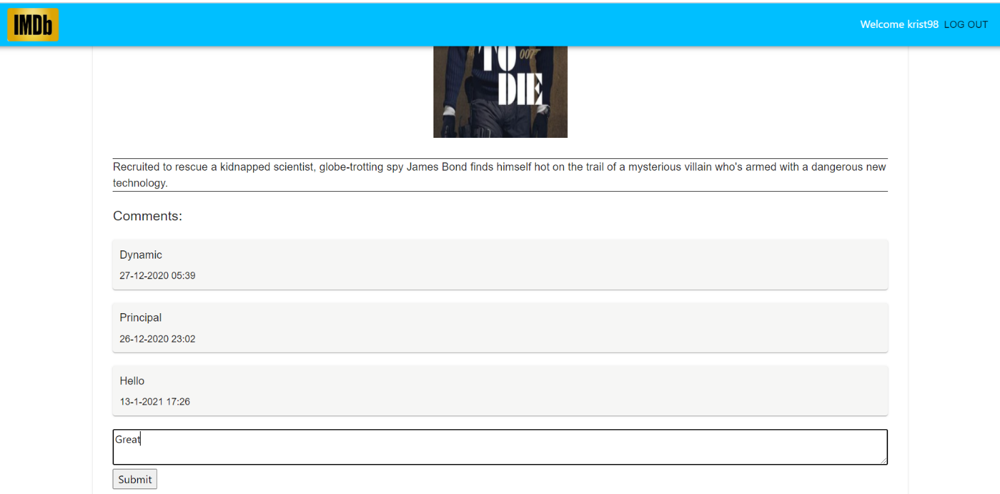 IMDb
Welcome krist98 LOG OUT
TO 007
DIE
Recruited to rescue a kidnapped scientist, globe-trotting spy James Bond finds himself hot on the trail of a mysterious villain who's armed with a dangerous new
technology.
Comments:
Dynamic
27-12-2020 05:39
Principal
26-12-2020 23:02
Hello
13-1-2021 17:26
Great
Submit